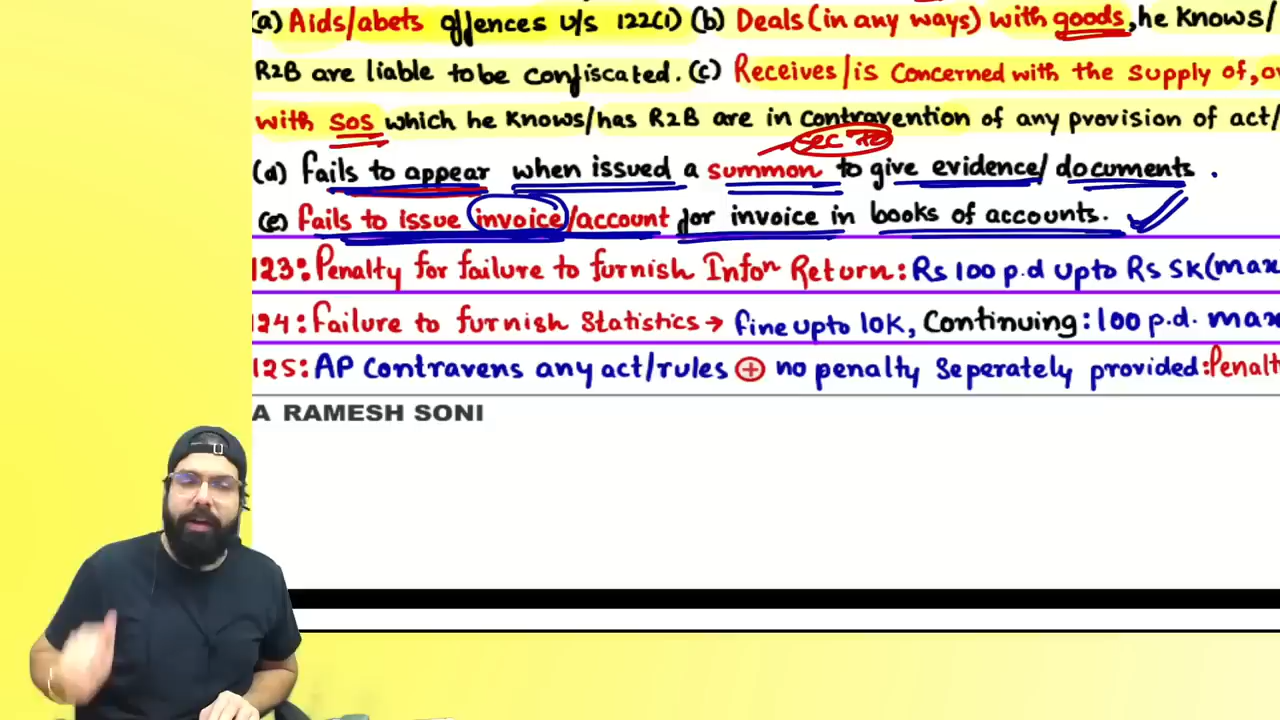 (a) Aids/abets offences u/s 122(1) (b) Deals (in any ways) with goods, he knows/
R2B are liable to be confiscated. (c) Receives/is concerned with the supply of, or
with SOS which he knows/has R2B are in contravention of any provision of act/
sec 70
(d) fails to appear when issued a summon to give evidence/documents.
(e) fails to issue invoice/account for invoice in books of accounts.
123: Penalty for failure to furnish Infon Return: Rs 100 p.d upto Rs 5K (max
124: Failure to furnish Statistics → fine upto 10K, Continuing: 100 p.d. max
125: AP Contravens any act/rules ⊕ no penalty Seperately provided: Penalt
A RAMESH SONI